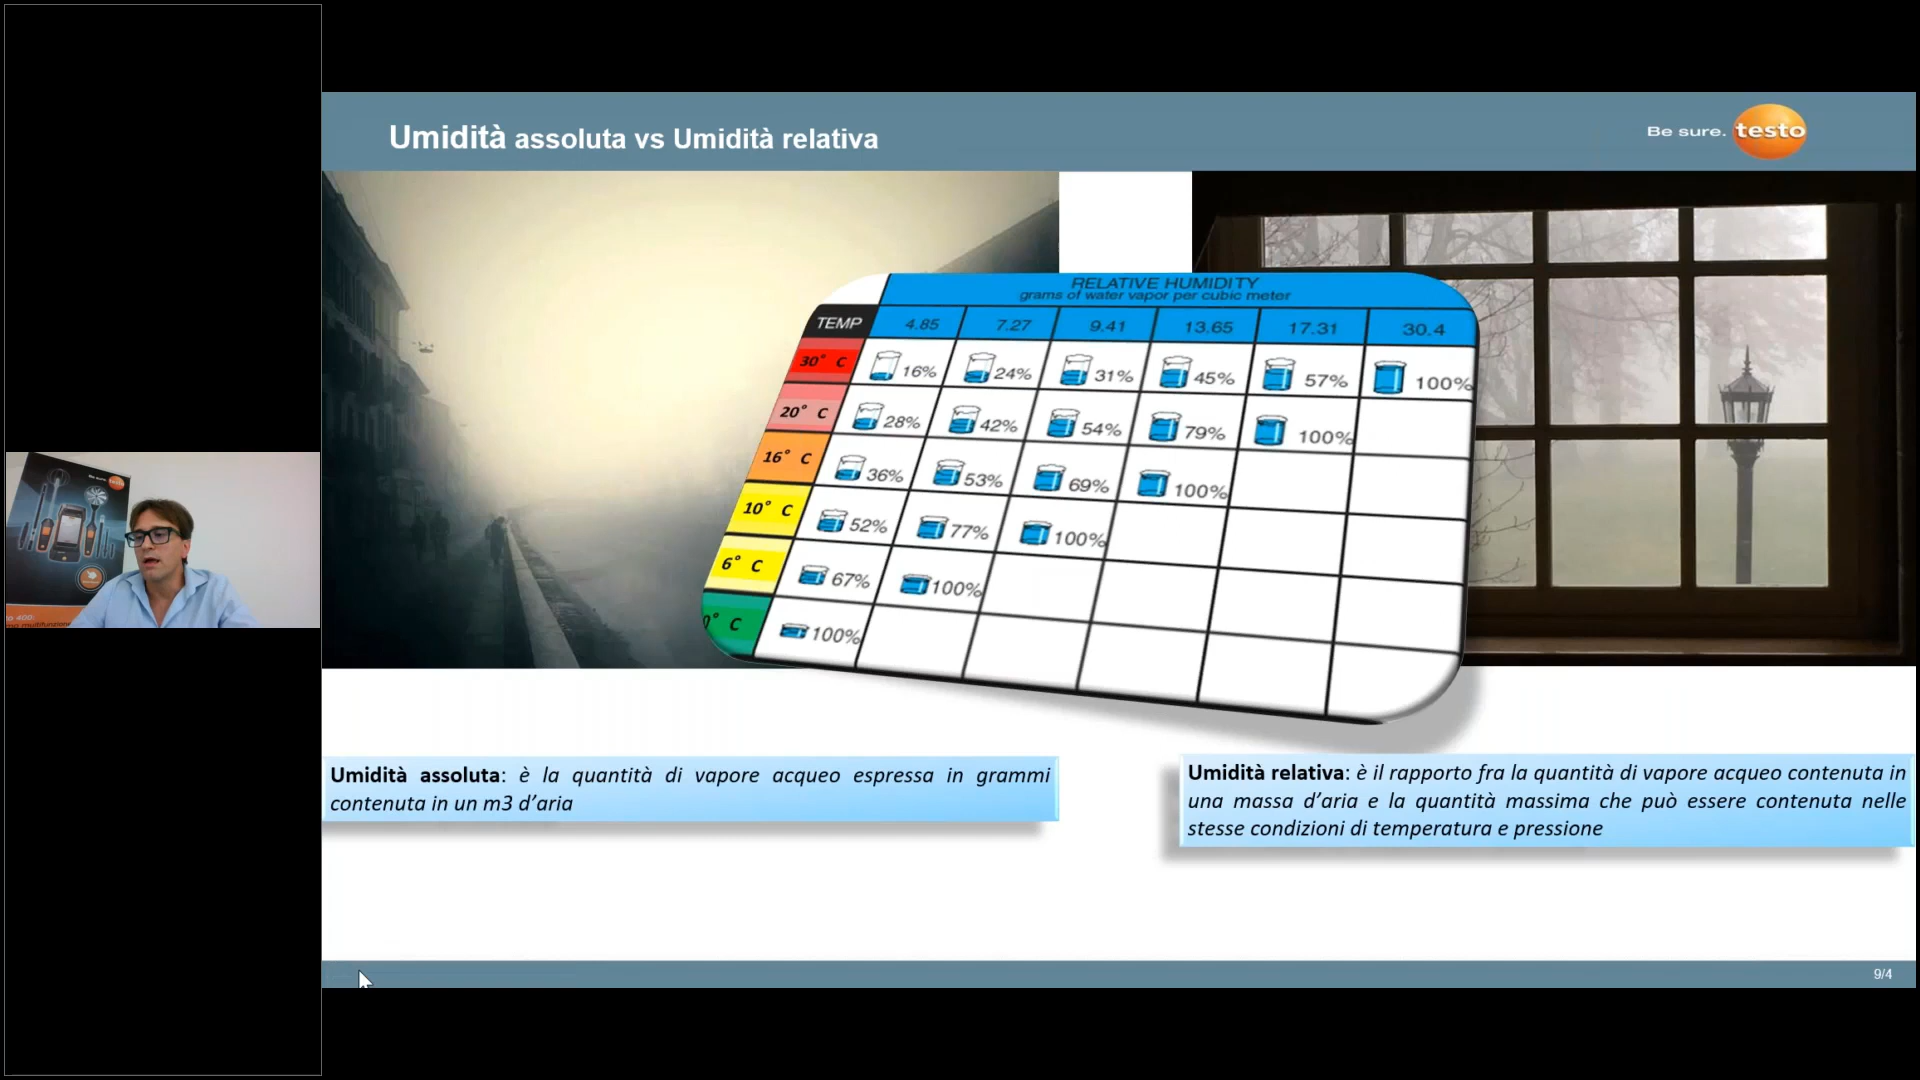 Umidità assoluta vs Umidità relativa
Be sure. testo
RELATIVE HUMIDITY
grams of water vapor per cubic meter
TEMP 4.85 7.27 9.41 13.65 17.31 30.4
30° C 16% 24% 31% 45% 57% 100%
20° C 28% 42% 54% 79% 100%
16° C 36% 53% 69% 100%
10° C 52% 77% 100%
6° C 67% 100%
0° C 100%
Umidità assoluta: è la quantità di vapore acqueo espressa in grammi
contenuta in un m3 d’aria
Umidità relativa: è il rapporto fra la quantità di vapore acqueo contenuta in
una massa d’aria e la quantità massima che può essere contenuta nelle
stesse condizioni di temperatura e pressione
9/4